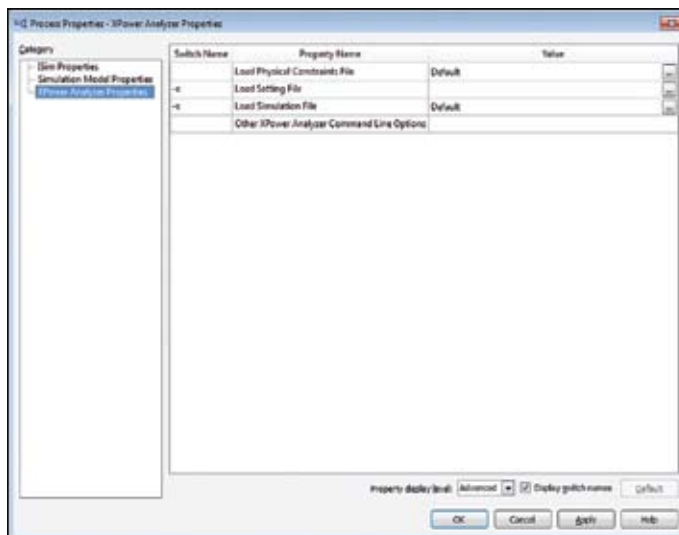 Process Properties - XPower Analyzer Properties
Category
ISim Properties
Simulation Model Properties
XPower Analyzer Properties
Switch Name Property Name Value
Load Physical Constraints File Default ...
Load Setting File ...
-s Load Simulation File Default ...
Other XPower Analyzer Command Line Options
Property display level: Advanced Display switch names Default
OK Cancel Apply Help